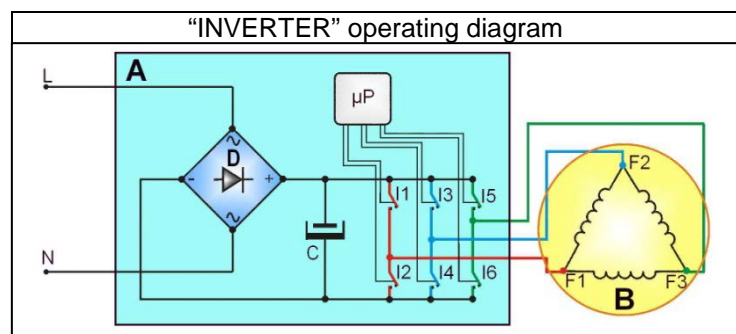 “INVERTER” operating diagram
L
A
µP
~
D
-
+
~
C
N
I1
I3
I5
I2
I4
I6
F2
F1
F3
B